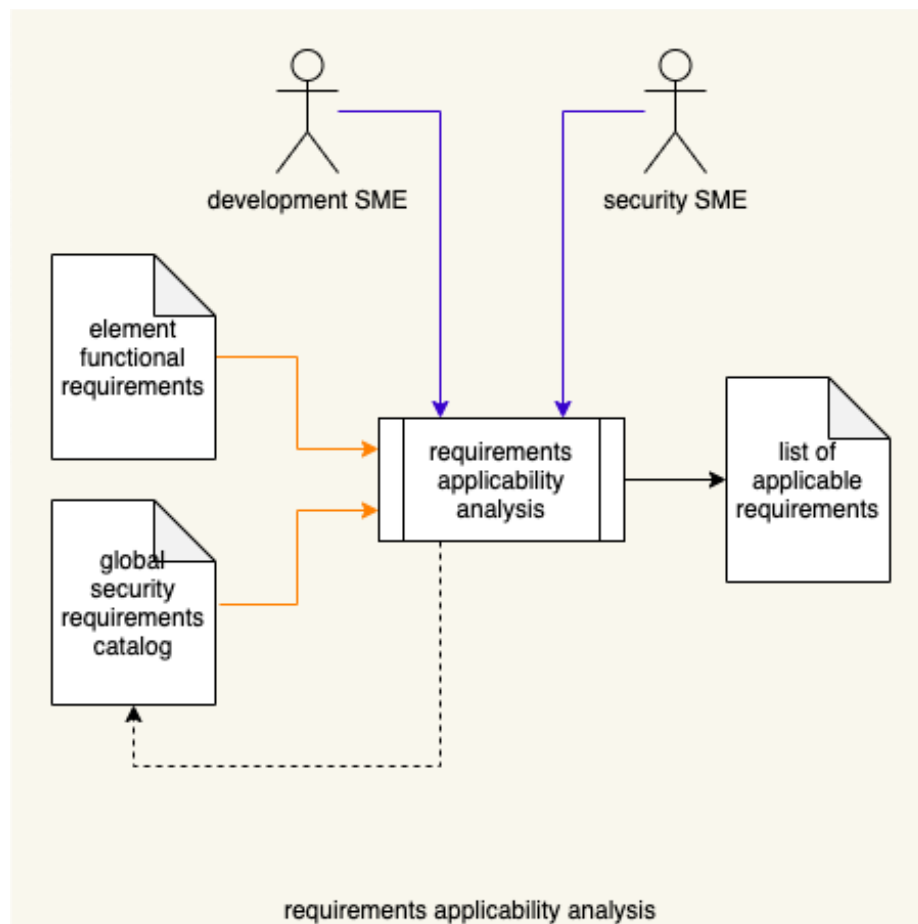 development SME
security SME
element
functional
requirements
requirements
applicability
analysis
list of
applicable
requirements
global
security
requirements
catalog
requirements applicability analysis